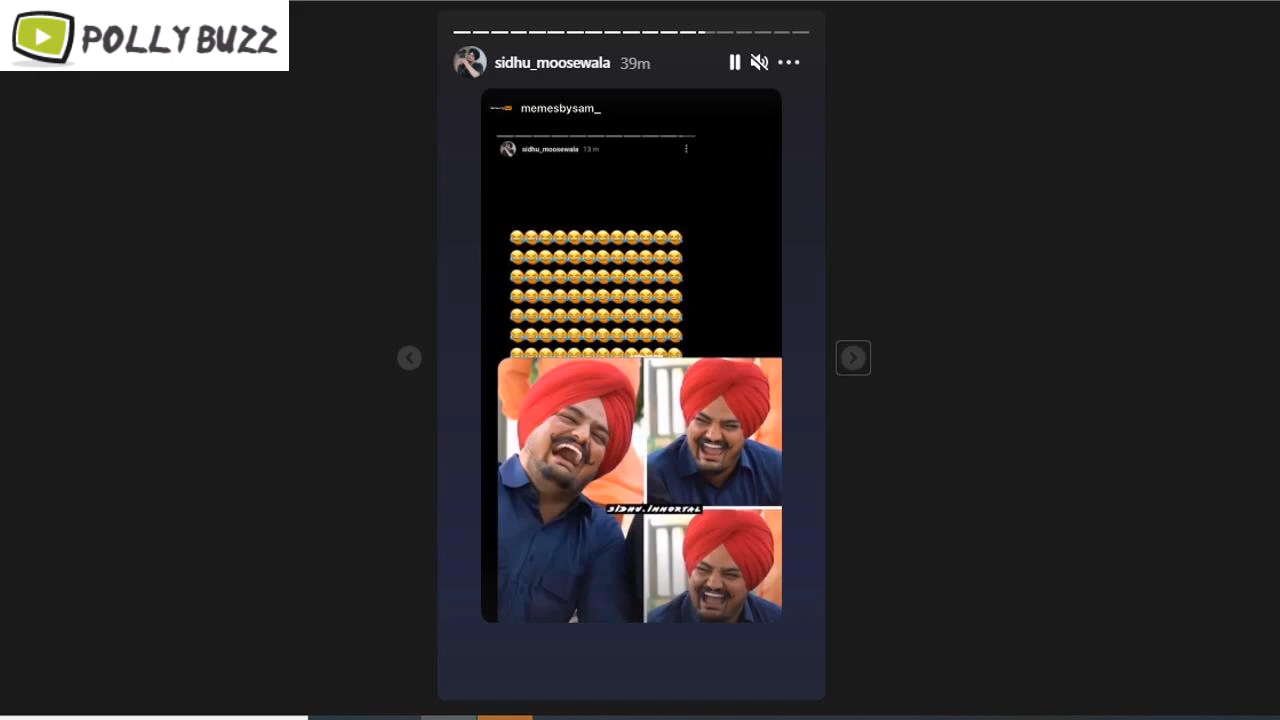 POLLY BUZZ
sidhu_moosewala 39m
memesbysam_
sidhu_moosewala 13 m
😂😂😂😂😂😂😂😂😂😂😂😂
😂😂😂😂😂😂😂😂😂😂😂😂
😂😂😂😂😂😂😂😂😂😂😂😂
😂😂😂😂😂😂😂😂😂😂😂😂
😂😂😂😂😂😂😂😂😂😂😂😂
😂😂😂😂😂😂😂😂😂😂😂😂
😂😂😂😂😂😂😂😂😂😂😂😂
SIDHU.IMMORTAL